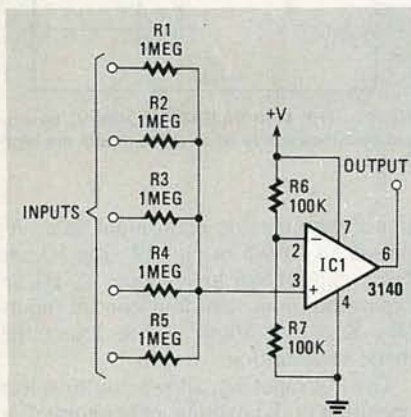 R1
1MEG
R2
1MEG
R3
1MEG
INPUTS
R4
1MEG
R5
1MEG
+V
OUTPUT
R6
100K
7
2
−
IC1
6
3
+
3140
4
R7
100K